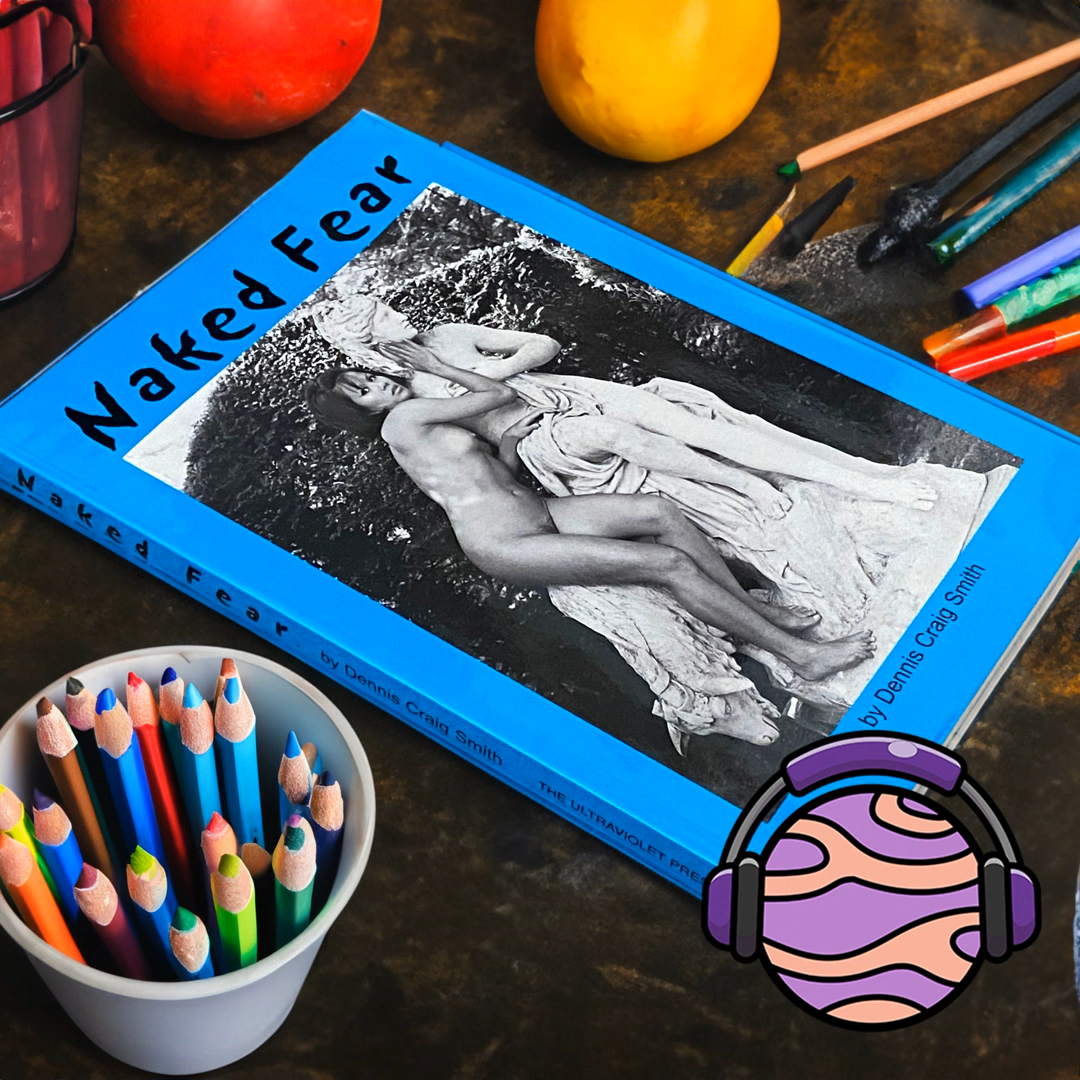 Naked Fear
by Dennis Craig Smith
Naked Fear
by Dennis Craig Smith
THE ULTRAVIOLET